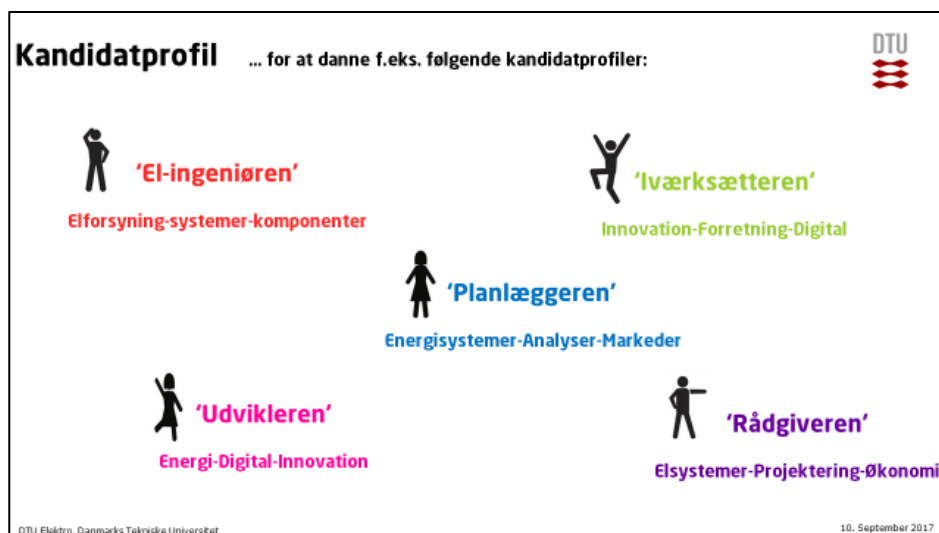 Kandidatprofil ... for at danne f.eks. følgende kandidatprofiler:
DTU
'El-ingeniøren'
Elforsyning-systemer-komponenter
'Iværksætteren'
Innovation-Forretning-Digital
'Planlæggeren'
Energisystemer-Analyser-Markeder
'Udvikleren'
Energi-Digital-Innovation
'Rådgiveren'
Elsystemer-Projektering-Økonomi
DTU Elektro, Danmarks Tekniske Universitet
10. September 2017